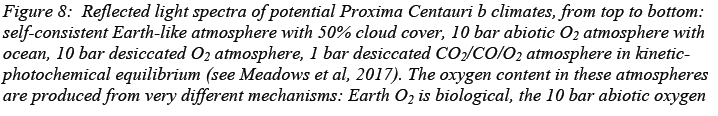 Figure 8:  Reflected light spectra of potential Proxima Centauri b climates, from top to bottom:
self-consistent Earth-like atmosphere with 50% cloud cover, 10 bar abiotic O₂ atmosphere with
ocean, 10 bar desiccated O₂ atmosphere, 1 bar desiccated CO₂/CO/O₂ atmosphere in kinetic-
photochemical equilibrium (see Meadows et al, 2017). The oxygen content in these atmospheres
are produced from very different mechanisms: Earth O₂ is biological, the 10 bar abiotic oxygen